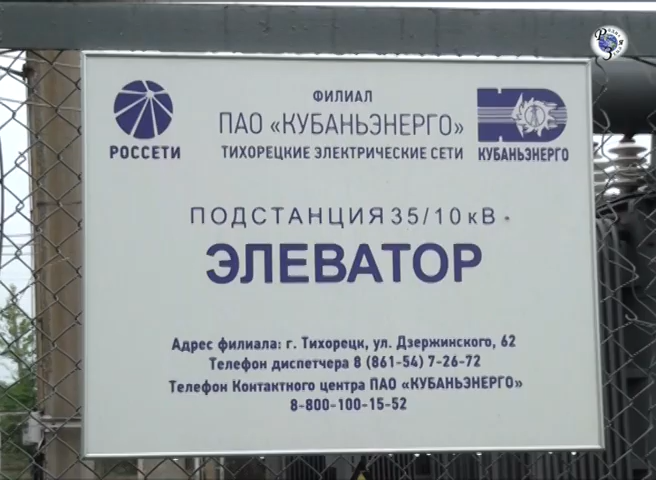 ФИЛИАЛ
ПАО «КУБАНЬЭНЕРГО»
ТИХОРЕЦКИЕ ЭЛЕКТРИЧЕСКИЕ СЕТИ
РОССЕТИ
КУБАНЬЭНЕРГО
ПОДСТАНЦИЯ 35/10 кВ
ЭЛЕВАТОР
Адрес филиала: г. Тихорецк, ул. Дзержинского, 62
Телефон диспетчера 8 (861-54) 7-26-72
Телефон Контактного центра ПАО «КУБАНЬЭНЕРГО»
8-800-100-15-52